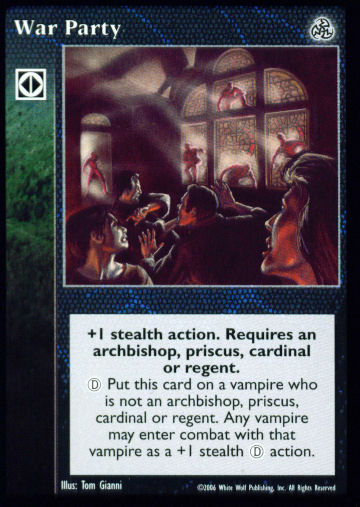 War Party
+1 stealth action. Requires an
archbishop, priscus, cardinal
or regent.
Ⓓ Put this card on a vampire who
is not an archbishop, priscus,
cardinal or regent. Any vampire
may enter combat with that
vampire as a +1 stealth Ⓓ action.
Illus: Tom Gianni ©2006 White Wolf Publishing, Inc. All Rights Reserved